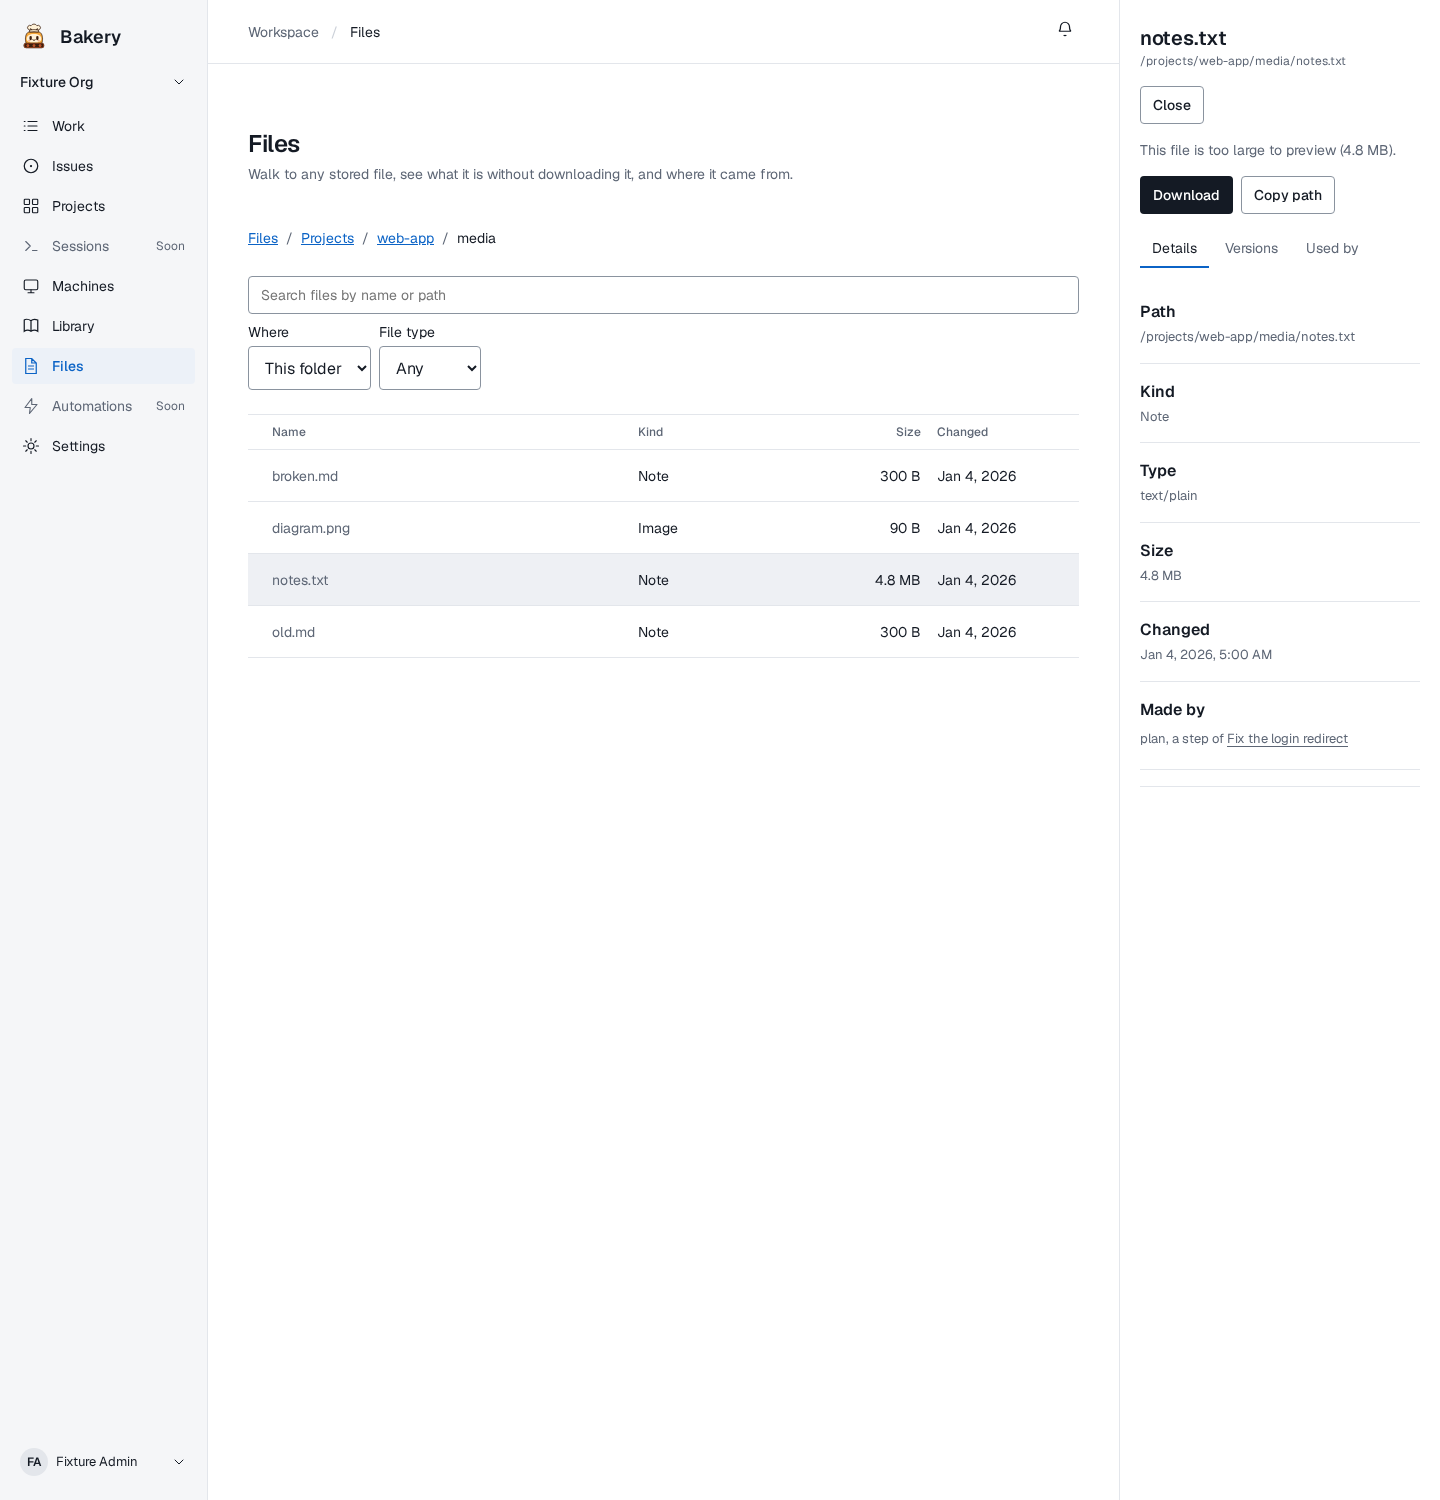 Bakery
Fixture Org
Work
Issues
Projects
Sessions Soon
Machines
Library
Files
Automations Soon
Settings
FA Fixture Admin
Workspace / Files
Files
Walk to any stored file, see what it is without downloading it, and where it came from.
Files / Projects / web-app / media
Search files by name or path
Where File type
This folder Any
Name Kind Size Changed
broken.md Note 300 B Jan 4, 2026
diagram.png Image 90 B Jan 4, 2026
notes.txt Note 4.8 MB Jan 4, 2026
old.md Note 300 B Jan 4, 2026
notes.txt
/projects/web-app/media/notes.txt
Close
This file is too large to preview (4.8 MB).
Download Copy path
Details Versions Used by
Path
/projects/web-app/media/notes.txt
Kind
Note
Type
text/plain
Size
4.8 MB
Changed
Jan 4, 2026, 5:00 AM
Made by
plan, a step of Fix the login redirect